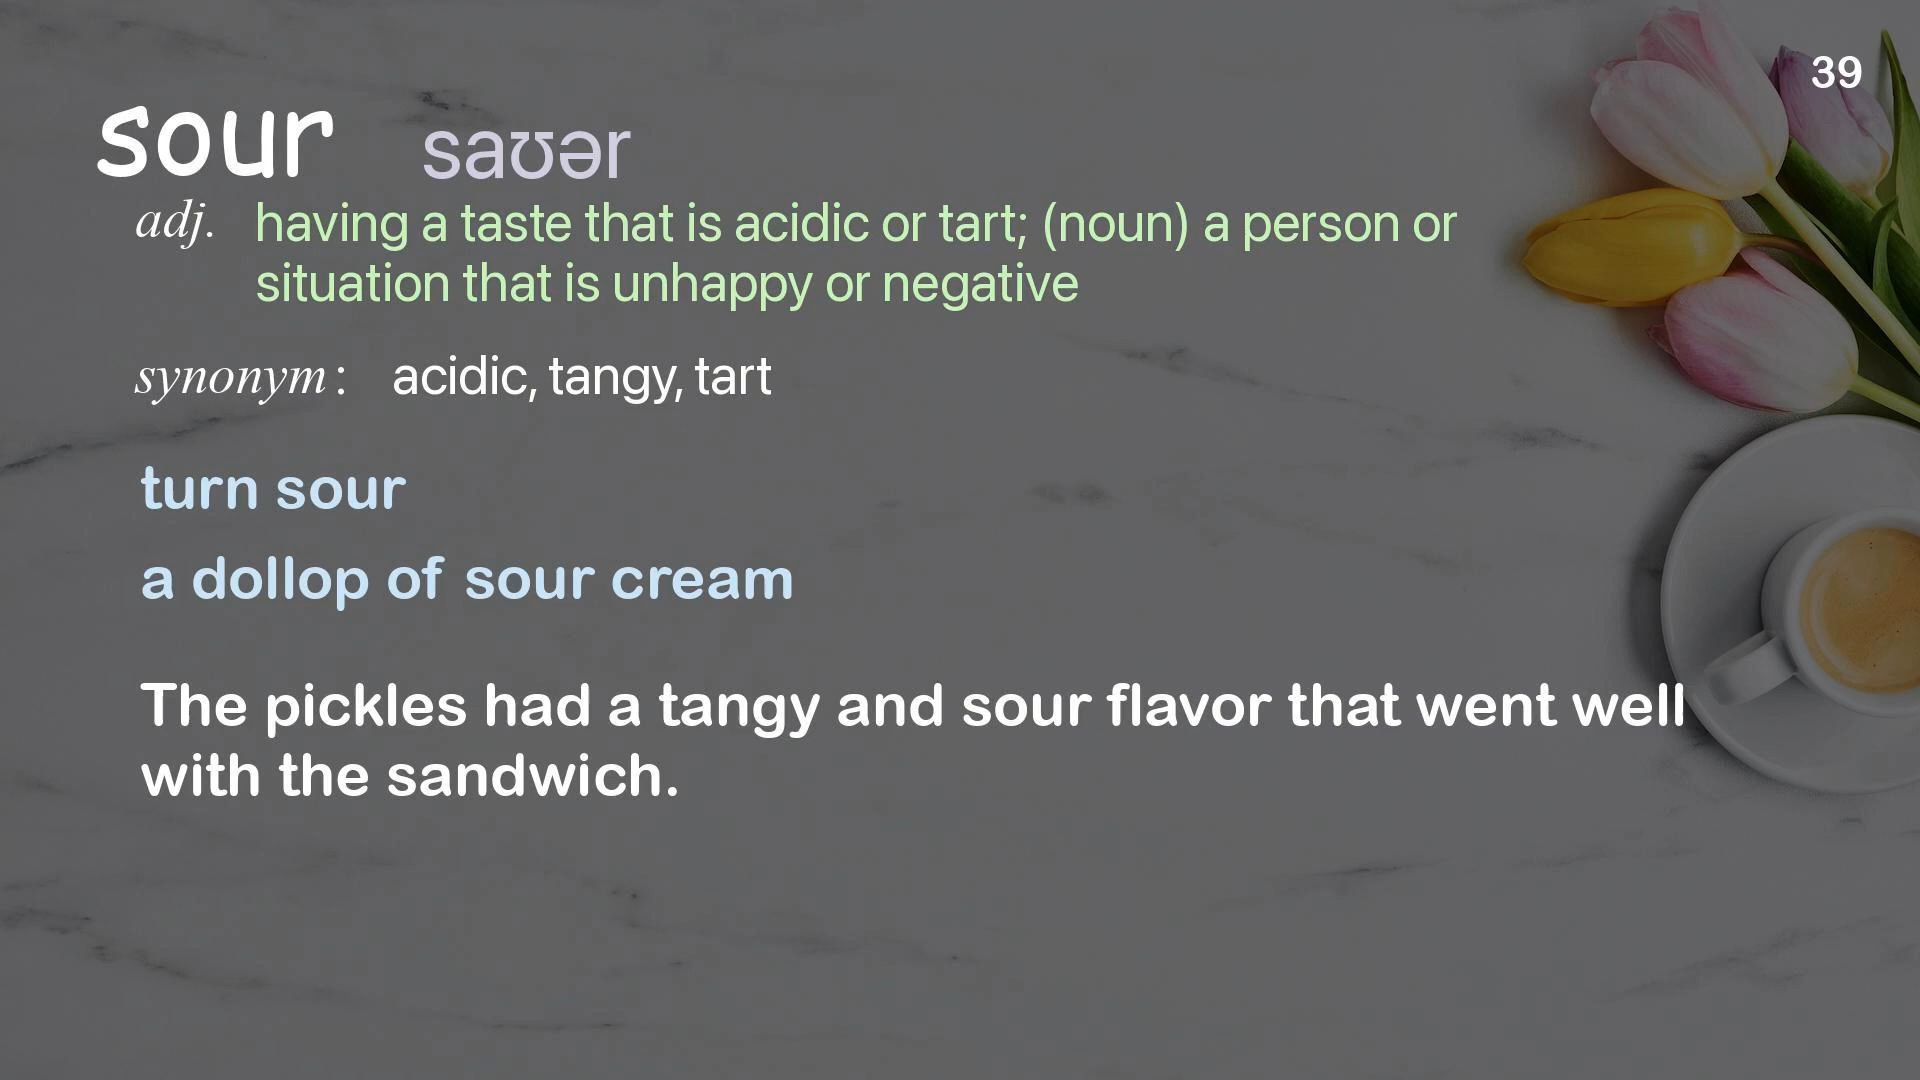 39
sour saʊər
adj. having a taste that is acidic or tart; (noun) a person or
situation that is unhappy or negative
synonym: acidic, tangy, tart
turn sour
a dollop of sour cream
The pickles had a tangy and sour flavor that went well
with the sandwich.